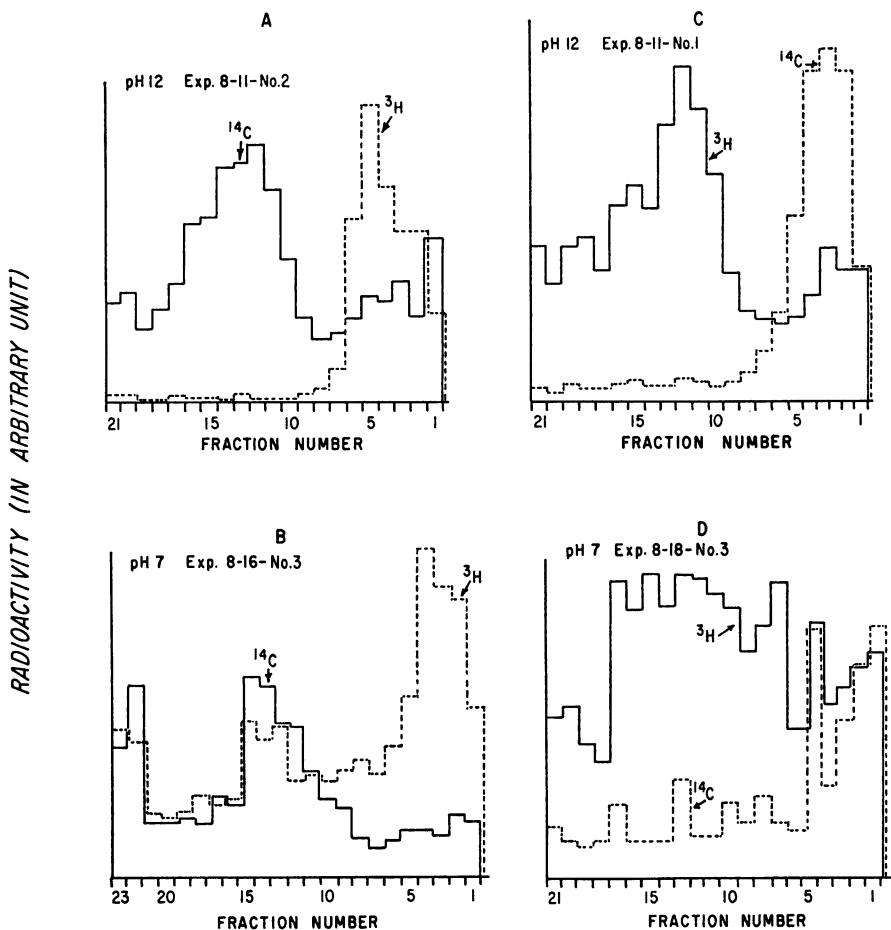 RADIOACTIVITY (IN ARBITRARY UNIT)
A
pH 12 Exp. 8-11-No.2
14C
3H
21 15 10 5 1
FRACTION NUMBER
C
pH 12 Exp. 8-11-No.1
14C
3H
21 15 10 5 1
FRACTION NUMBER
B
pH 7 Exp. 8-16-No.3
3H
14C
23 20 15 10 5 1
FRACTION NUMBER
D
pH 7 Exp. 8-18-No.3
3H
14C
21 15 10 5 1
FRACTION NUMBER